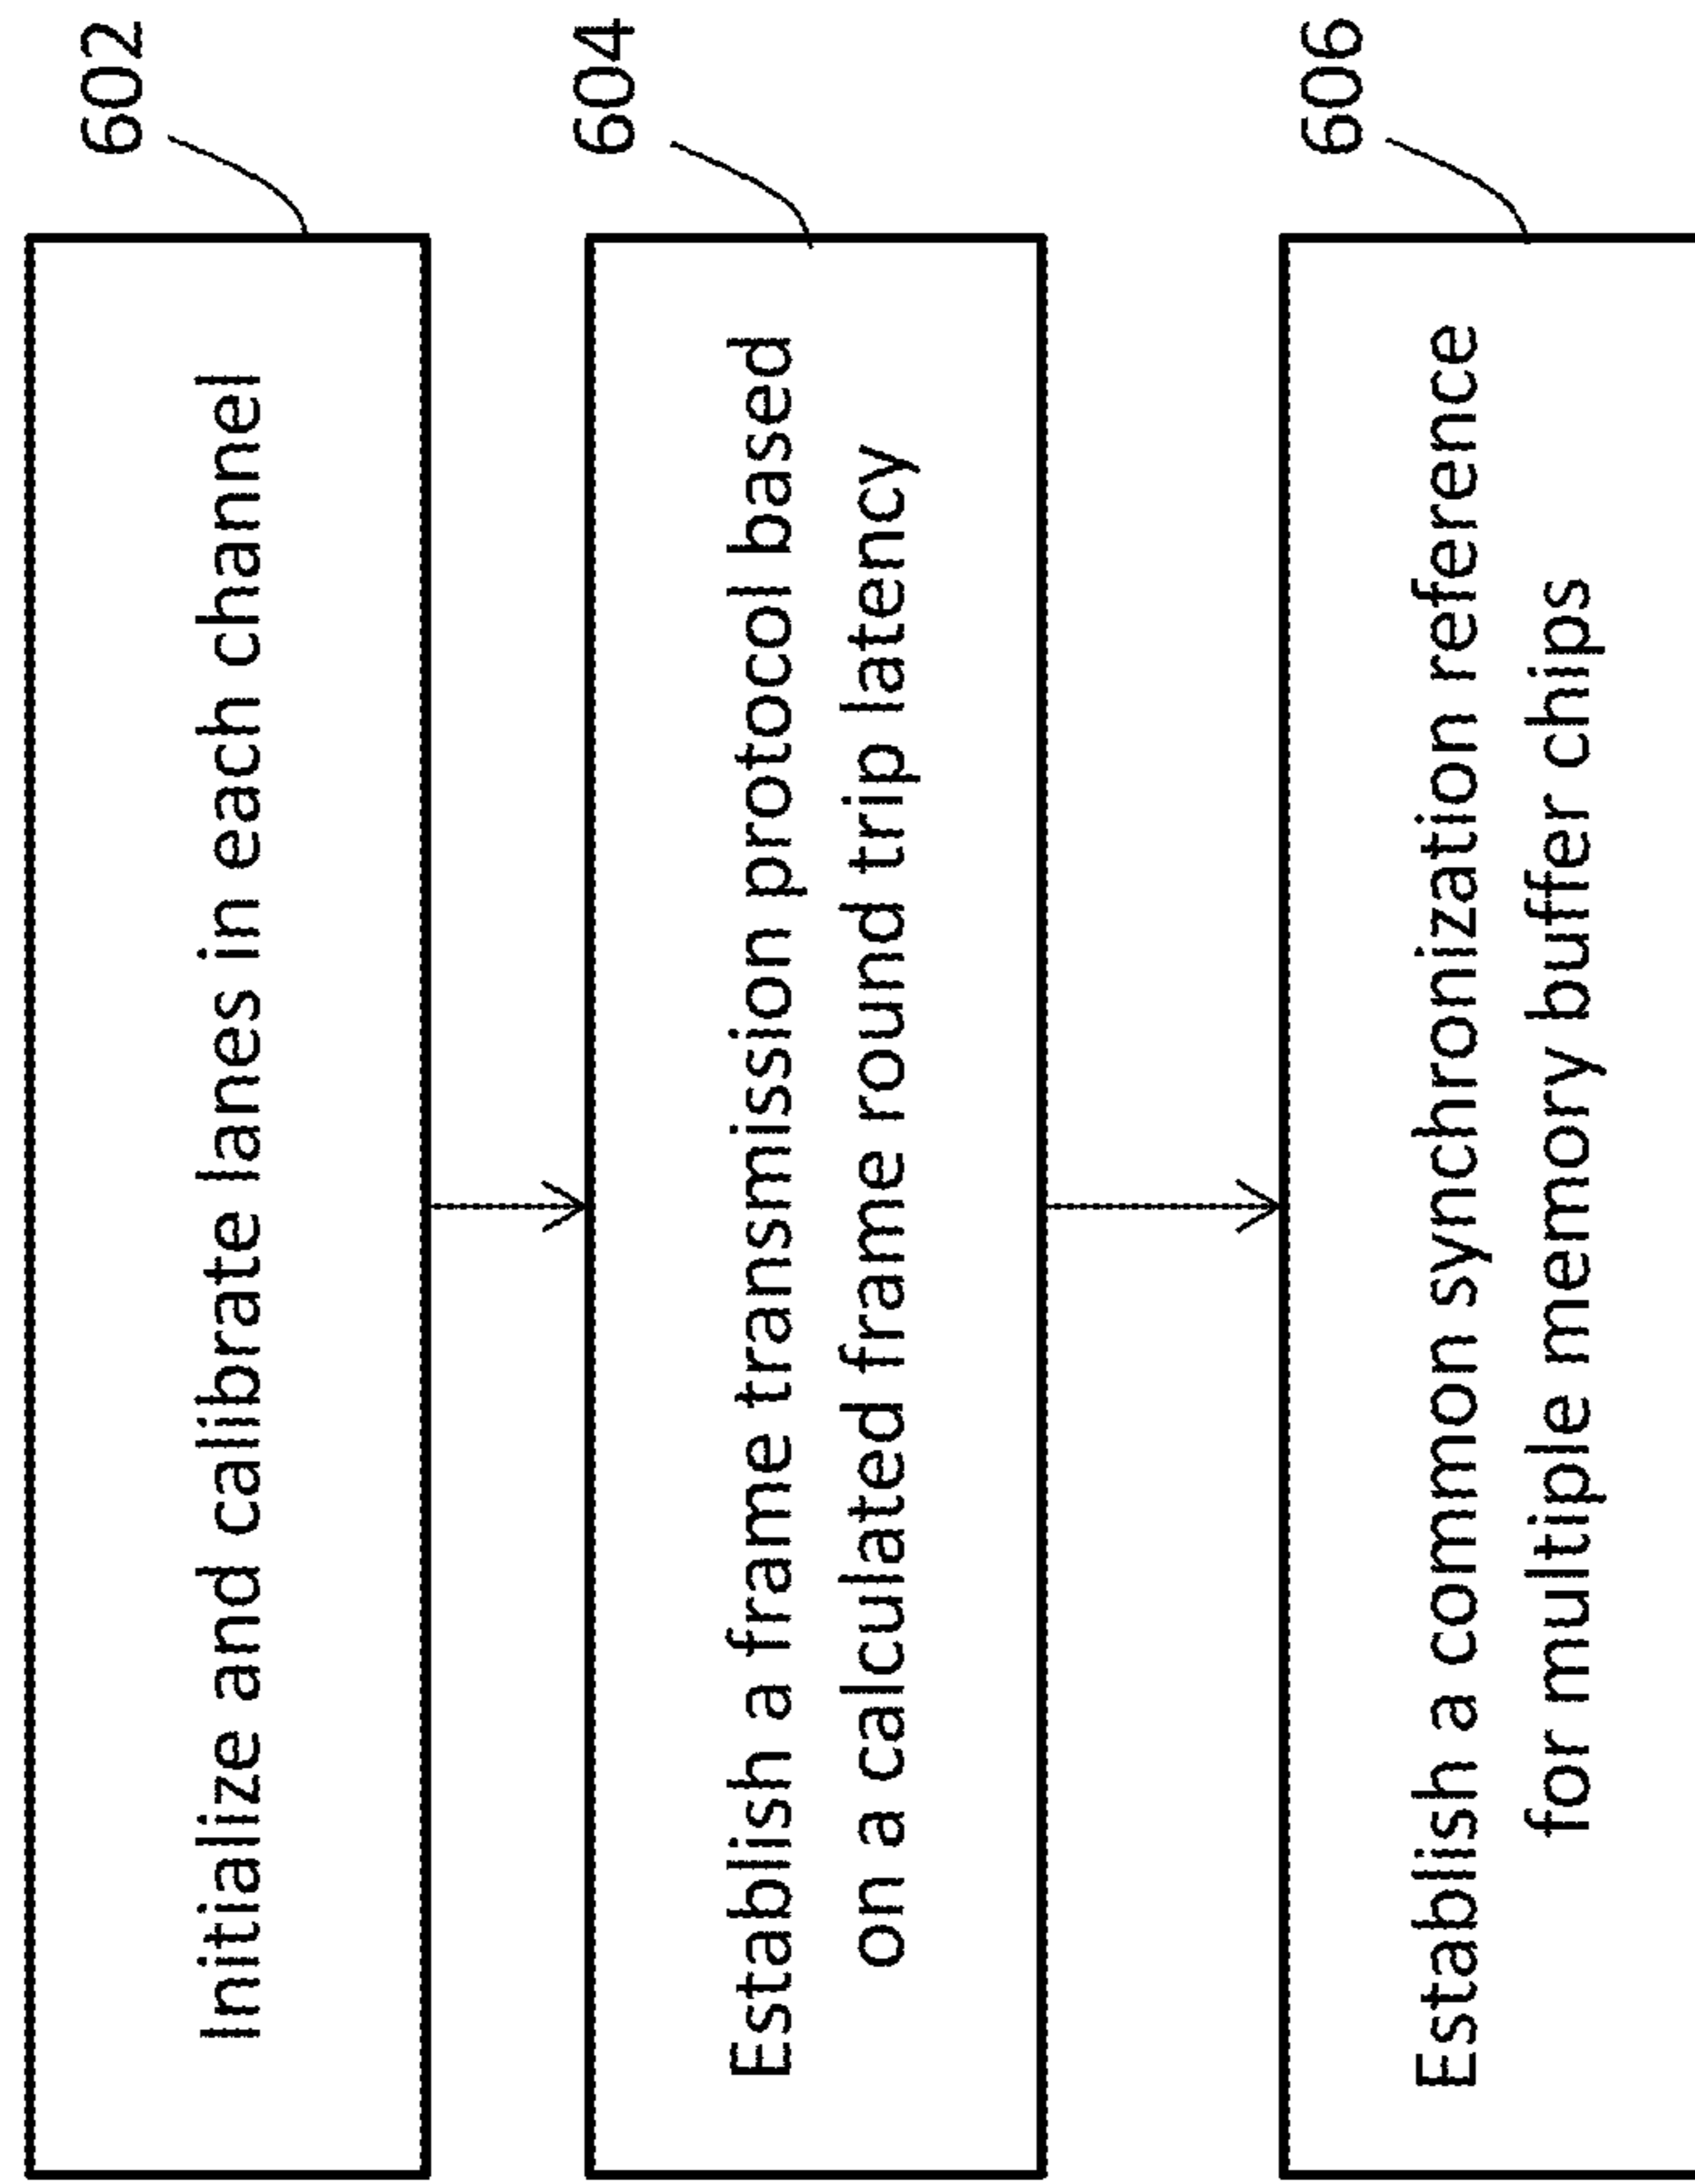 602
Initialize and calibrate lanes in each channel
604
Establish a frame transmission protocol based
on a calculated frame round trip latency
606
Establish a common synchronization reference
for multiple memory buffer chips